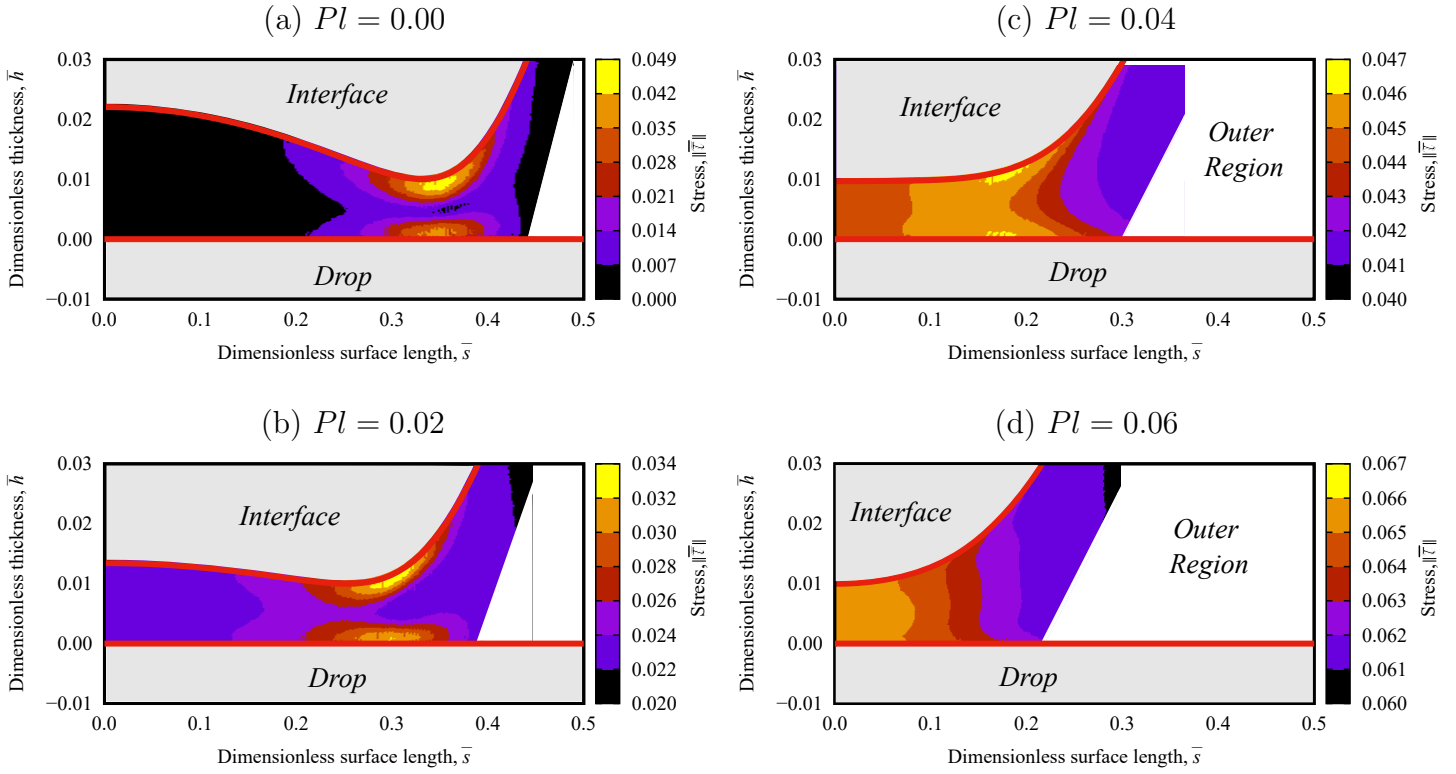 (a) Pl = 0.00
Dimensionless thickness, h̅
0.03
0.02
0.01
0.00
−0.01
Interface
Drop
0.0 0.1 0.2 0.3 0.4 0.5
Dimensionless surface length, s̅
0.049
0.042
0.035
0.028
0.021
0.014
0.007
0.000
Stress, ||τ̿||
(c) Pl = 0.04
Dimensionless thickness, h̅
0.03
0.02
0.01
0.00
−0.01
Interface
Outer
Region
Drop
0.0 0.1 0.2 0.3 0.4 0.5
Dimensionless surface length, s̅
0.047
0.046
0.045
0.044
0.043
0.042
0.041
0.040
Stress, ||τ̿||
(b) Pl = 0.02
Dimensionless thickness, h̅
0.03
0.02
0.01
0.00
−0.01
Interface
Drop
0.0 0.1 0.2 0.3 0.4 0.5
Dimensionless surface length, s̅
0.034
0.032
0.030
0.028
0.026
0.024
0.022
0.020
Stress, ||τ̿||
(d) Pl = 0.06
Dimensionless thickness, h̅
0.03
0.02
0.01
0.00
−0.01
Interface
Outer
Region
Drop
0.0 0.1 0.2 0.3 0.4 0.5
Dimensionless surface length, s̅
0.067
0.066
0.065
0.064
0.063
0.062
0.061
0.060
Stress, ||τ̿||